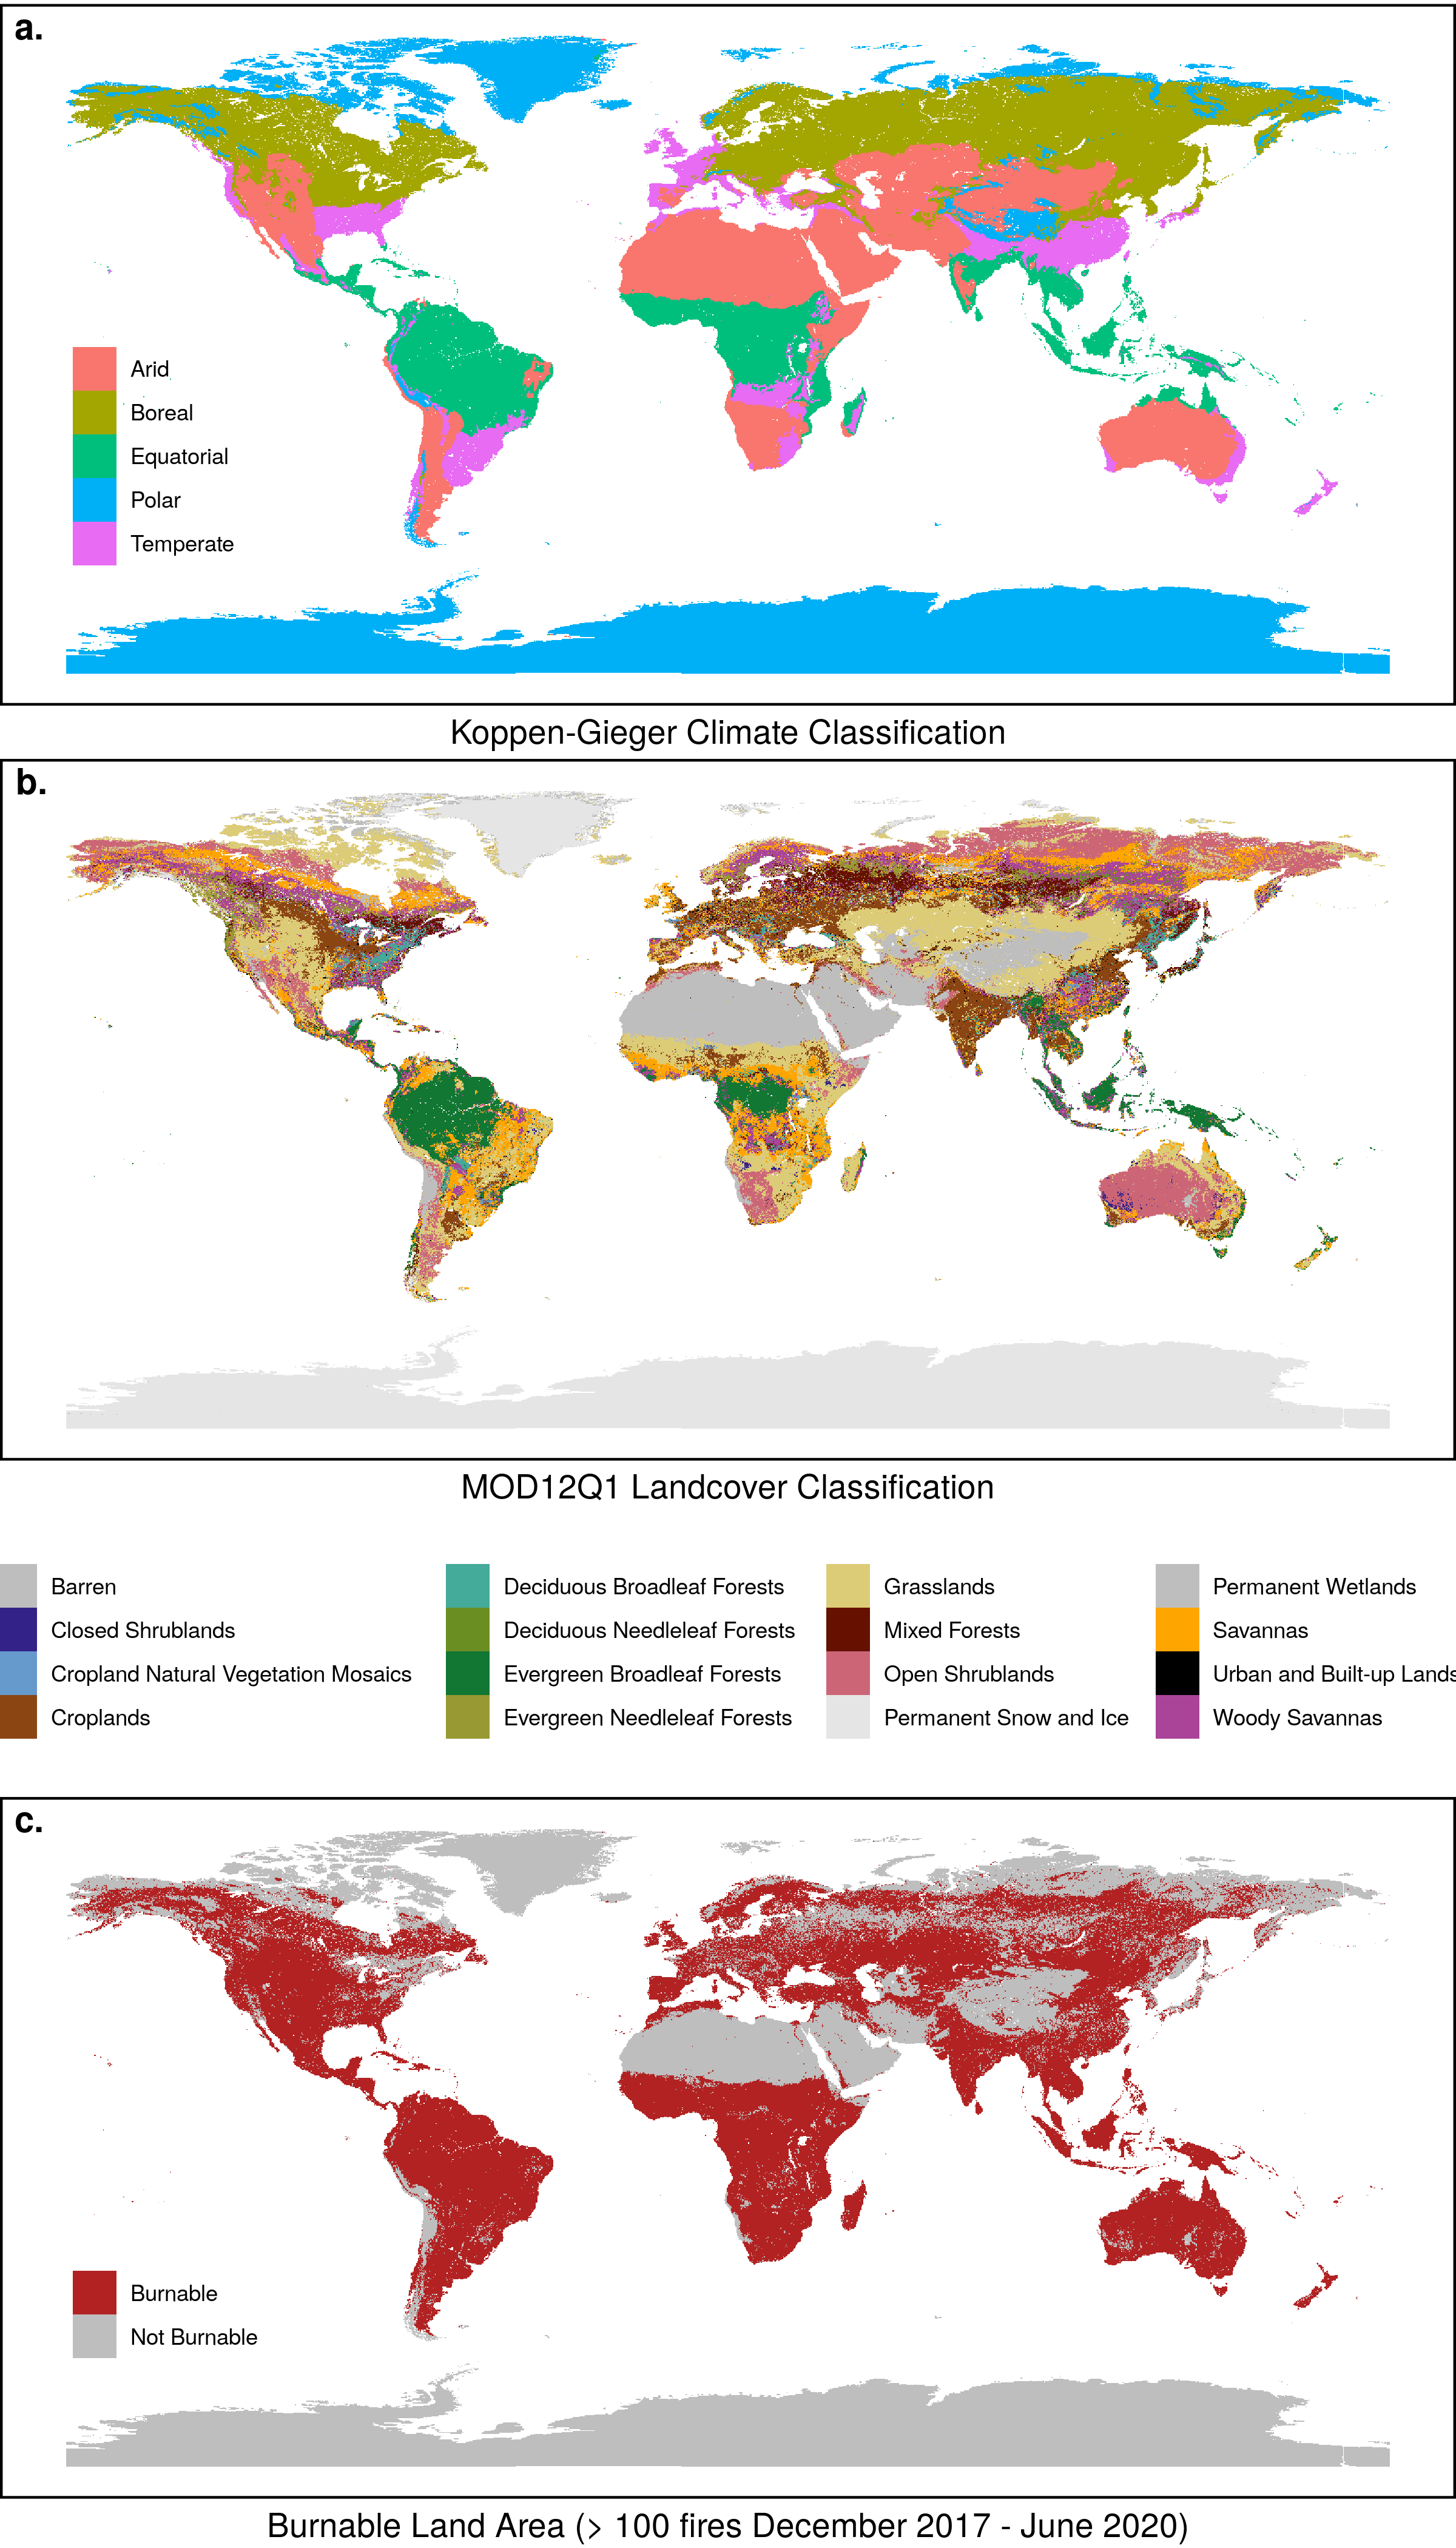 a.
Arid
Boreal
Equatorial
Polar
Temperate
Koppen-Gieger Climate Classification
b.
MOD12Q1 Landcover Classification
Barren
Closed Shrublands
Cropland Natural Vegetation Mosaics
Croplands
Deciduous Broadleaf Forests
Deciduous Needleleaf Forests
Evergreen Broadleaf Forests
Evergreen Needleleaf Forests
Grasslands
Mixed Forests
Open Shrublands
Permanent Snow and Ice
Permanent Wetlands
Savannas
Urban and Built-up Lands
Woody Savannas
c.
Burnable
Not Burnable
Burnable Land Area (> 100 fires December 2017 - June 2020)